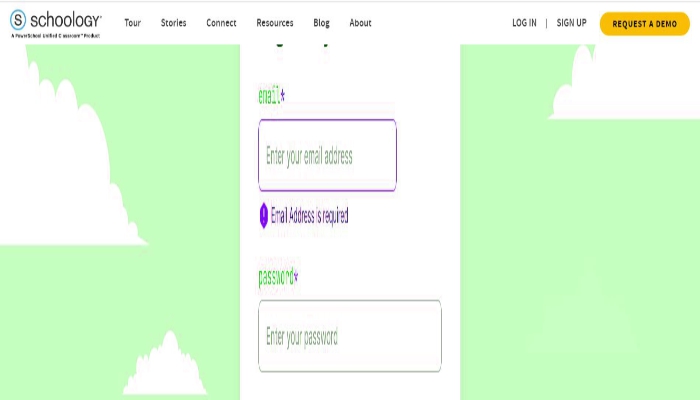 schoology®
A PowerSchool Unified Classroom™ Product
Tour Stories Connect Resources Blog About
LOG IN | SIGN UP REQUEST A DEMO
email*
Enter your email address
! Email Address is required
password*
Enter your password